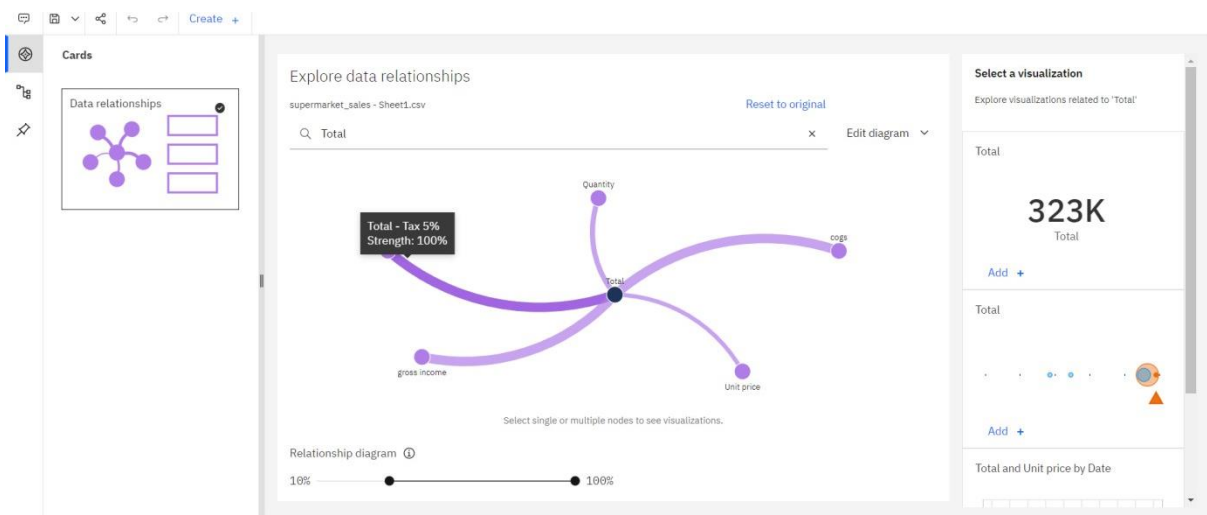 Create +
Cards
Data relationships
Explore data relationships
supermarket_sales - Sheet1.csv
Reset to original
Total
Edit diagram
Quantity
Total - Tax 5%
Strength: 100%
cogs
Total
gross income
Unit price
Select single or multiple nodes to see visualizations.
Relationship diagram
10%
100%
Select a visualization
Explore visualizations related to 'Total'
Total
323K
Total
Add +
Total
Add +
Total and Unit price by Date